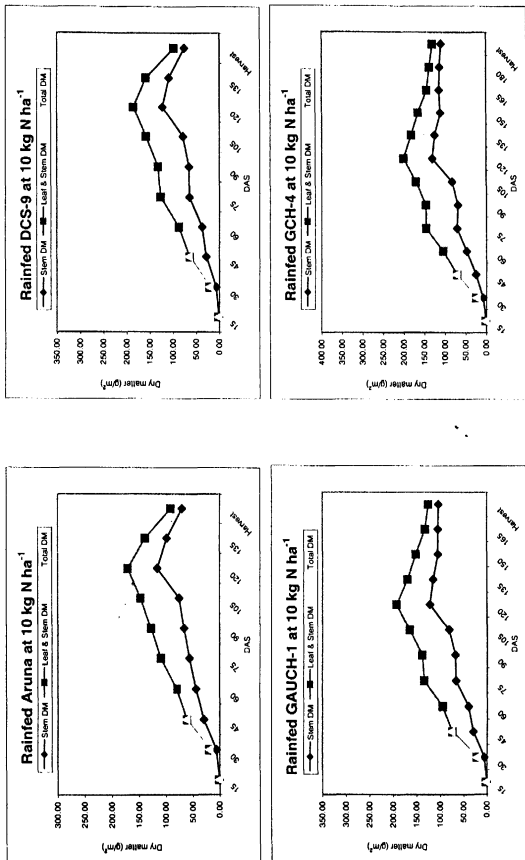 Rainfed Aruna at 10 kg N ha⁻¹
Stem DM Leaf & Stem DM Total DM
Dry matter (g/m²)
350.00
300.00
250.00
200.00
150.00
100.00
50.00
0.00
15 30 45 60 75 90 105 120 135 Harvest
DAS
Rainfed DCS-9 at 10 kg N ha⁻¹
Stem DM Leaf & Stem DM Total DM
Dry matter (g/m²)
350.00
300.00
250.00
200.00
150.00
100.00
50.00
0.00
15 30 45 60 75 90 105 120 135 Harvest
DAS
Rainfed GAUCH-1 at 10 kg N ha⁻¹
Stem DM Leaf & Stem DM Total DM
Dry matter (g/m²)
350.00
300.00
250.00
200.00
150.00
100.00
50.00
0.00
15 30 45 60 75 90 105 120 135 150 165 Harvest
DAS
Rainfed GCH-4 at 10 kg N ha⁻¹
Stem DM Leaf & Stem DM Total DM
Dry matter (g/m²)
400.00
350.00
300.00
250.00
200.00
150.00
100.00
50.00
0.00
15 30 45 60 75 90 105 120 135 150 165 180 Harvest
DAS